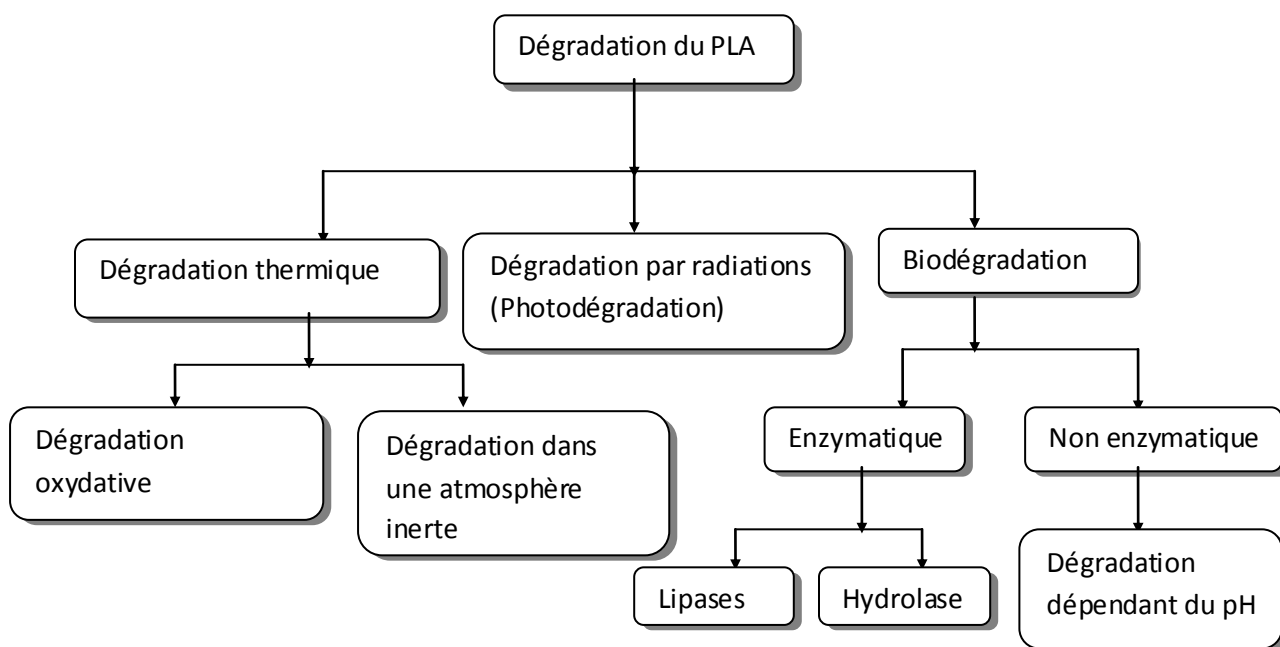 Dégradation du PLA
Dégradation thermique
Dégradation par radiations
(Photodégradation)
Biodégradation
Dégradation
oxydative
Dégradation dans
une atmosphère
inerte
Enzymatique
Non enzymatique
Lipases
Hydrolase
Dégradation
dépendant du pH